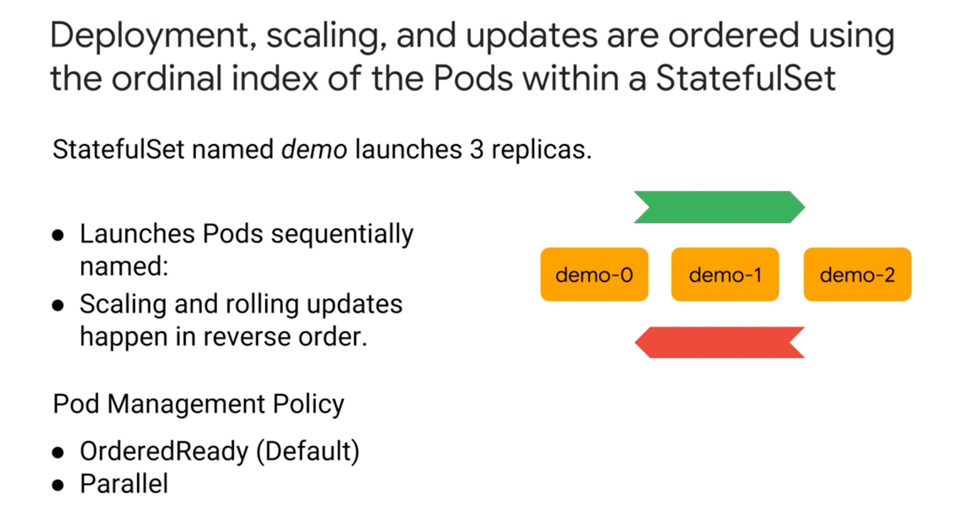 Deployment, scaling, and updates are ordered using
the ordinal index of the Pods within a StatefulSet
StatefulSet named demo launches 3 replicas.
● Launches Pods sequentially
named:
● Scaling and rolling updates
happen in reverse order.
demo-0 demo-1 demo-2
Pod Management Policy
● OrderedReady (Default)
● Parallel